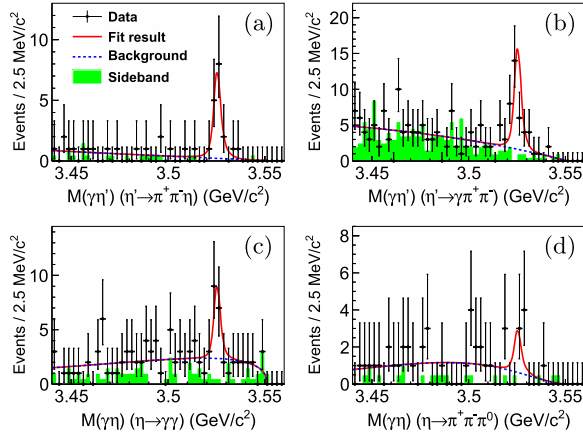 (a)
Data
Fit result
Background
Sideband
Events / 2.5 MeV/c²
10
5
0
3.45 3.5 3.55
M(γη′) (η′→π⁺π⁻η) (GeV/c²)
(b)
Events / 2.5 MeV/c²
20
15
10
5
0
3.45 3.5 3.55
M(γη′) (η′→γπ⁺π⁻) (GeV/c²)
(c)
Events / 2.5 MeV/c²
10
5
0
3.45 3.5 3.55
M(γη) (η→γγ) (GeV/c²)
(d)
Events / 2.5 MeV/c²
8
6
4
2
0
3.45 3.5 3.55
M(γη) (η→π⁺π⁻π⁰) (GeV/c²)